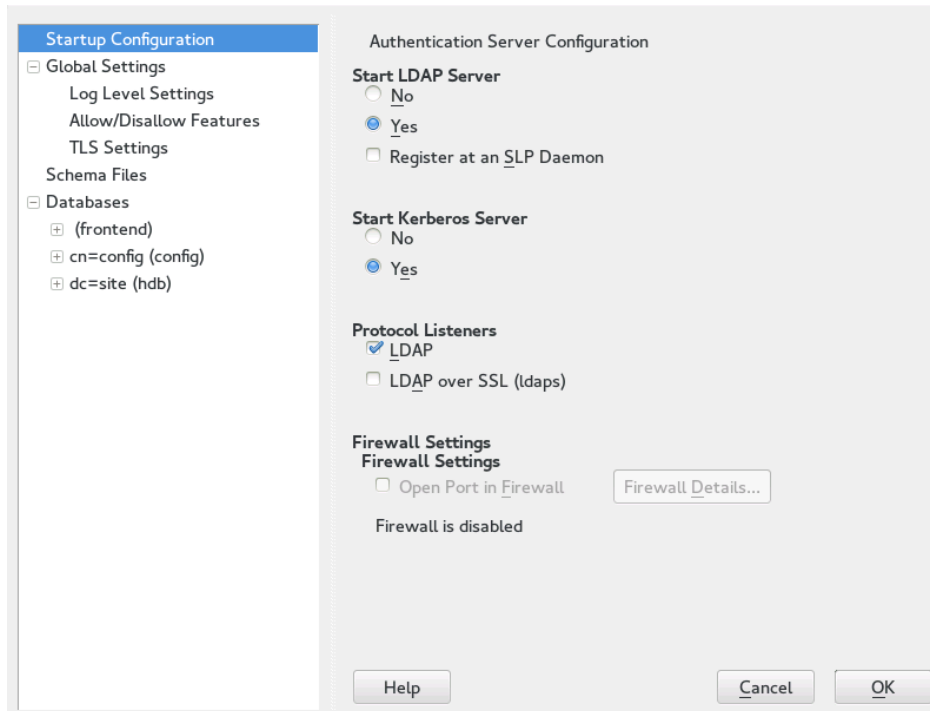 Startup Configuration
Global Settings
Log Level Settings
Allow/Disallow Features
TLS Settings
Schema Files
Databases
(frontend)
cn=config (config)
dc=site (hdb)
Authentication Server Configuration
Start LDAP Server
No
Yes
Register at an SLP Daemon
Start Kerberos Server
No
Yes
Protocol Listeners
LDAP
LDAP over SSL (ldaps)
Firewall Settings
Firewall Settings
Open Port in Firewall
Firewall Details...
Firewall is disabled
Help
Cancel
OK